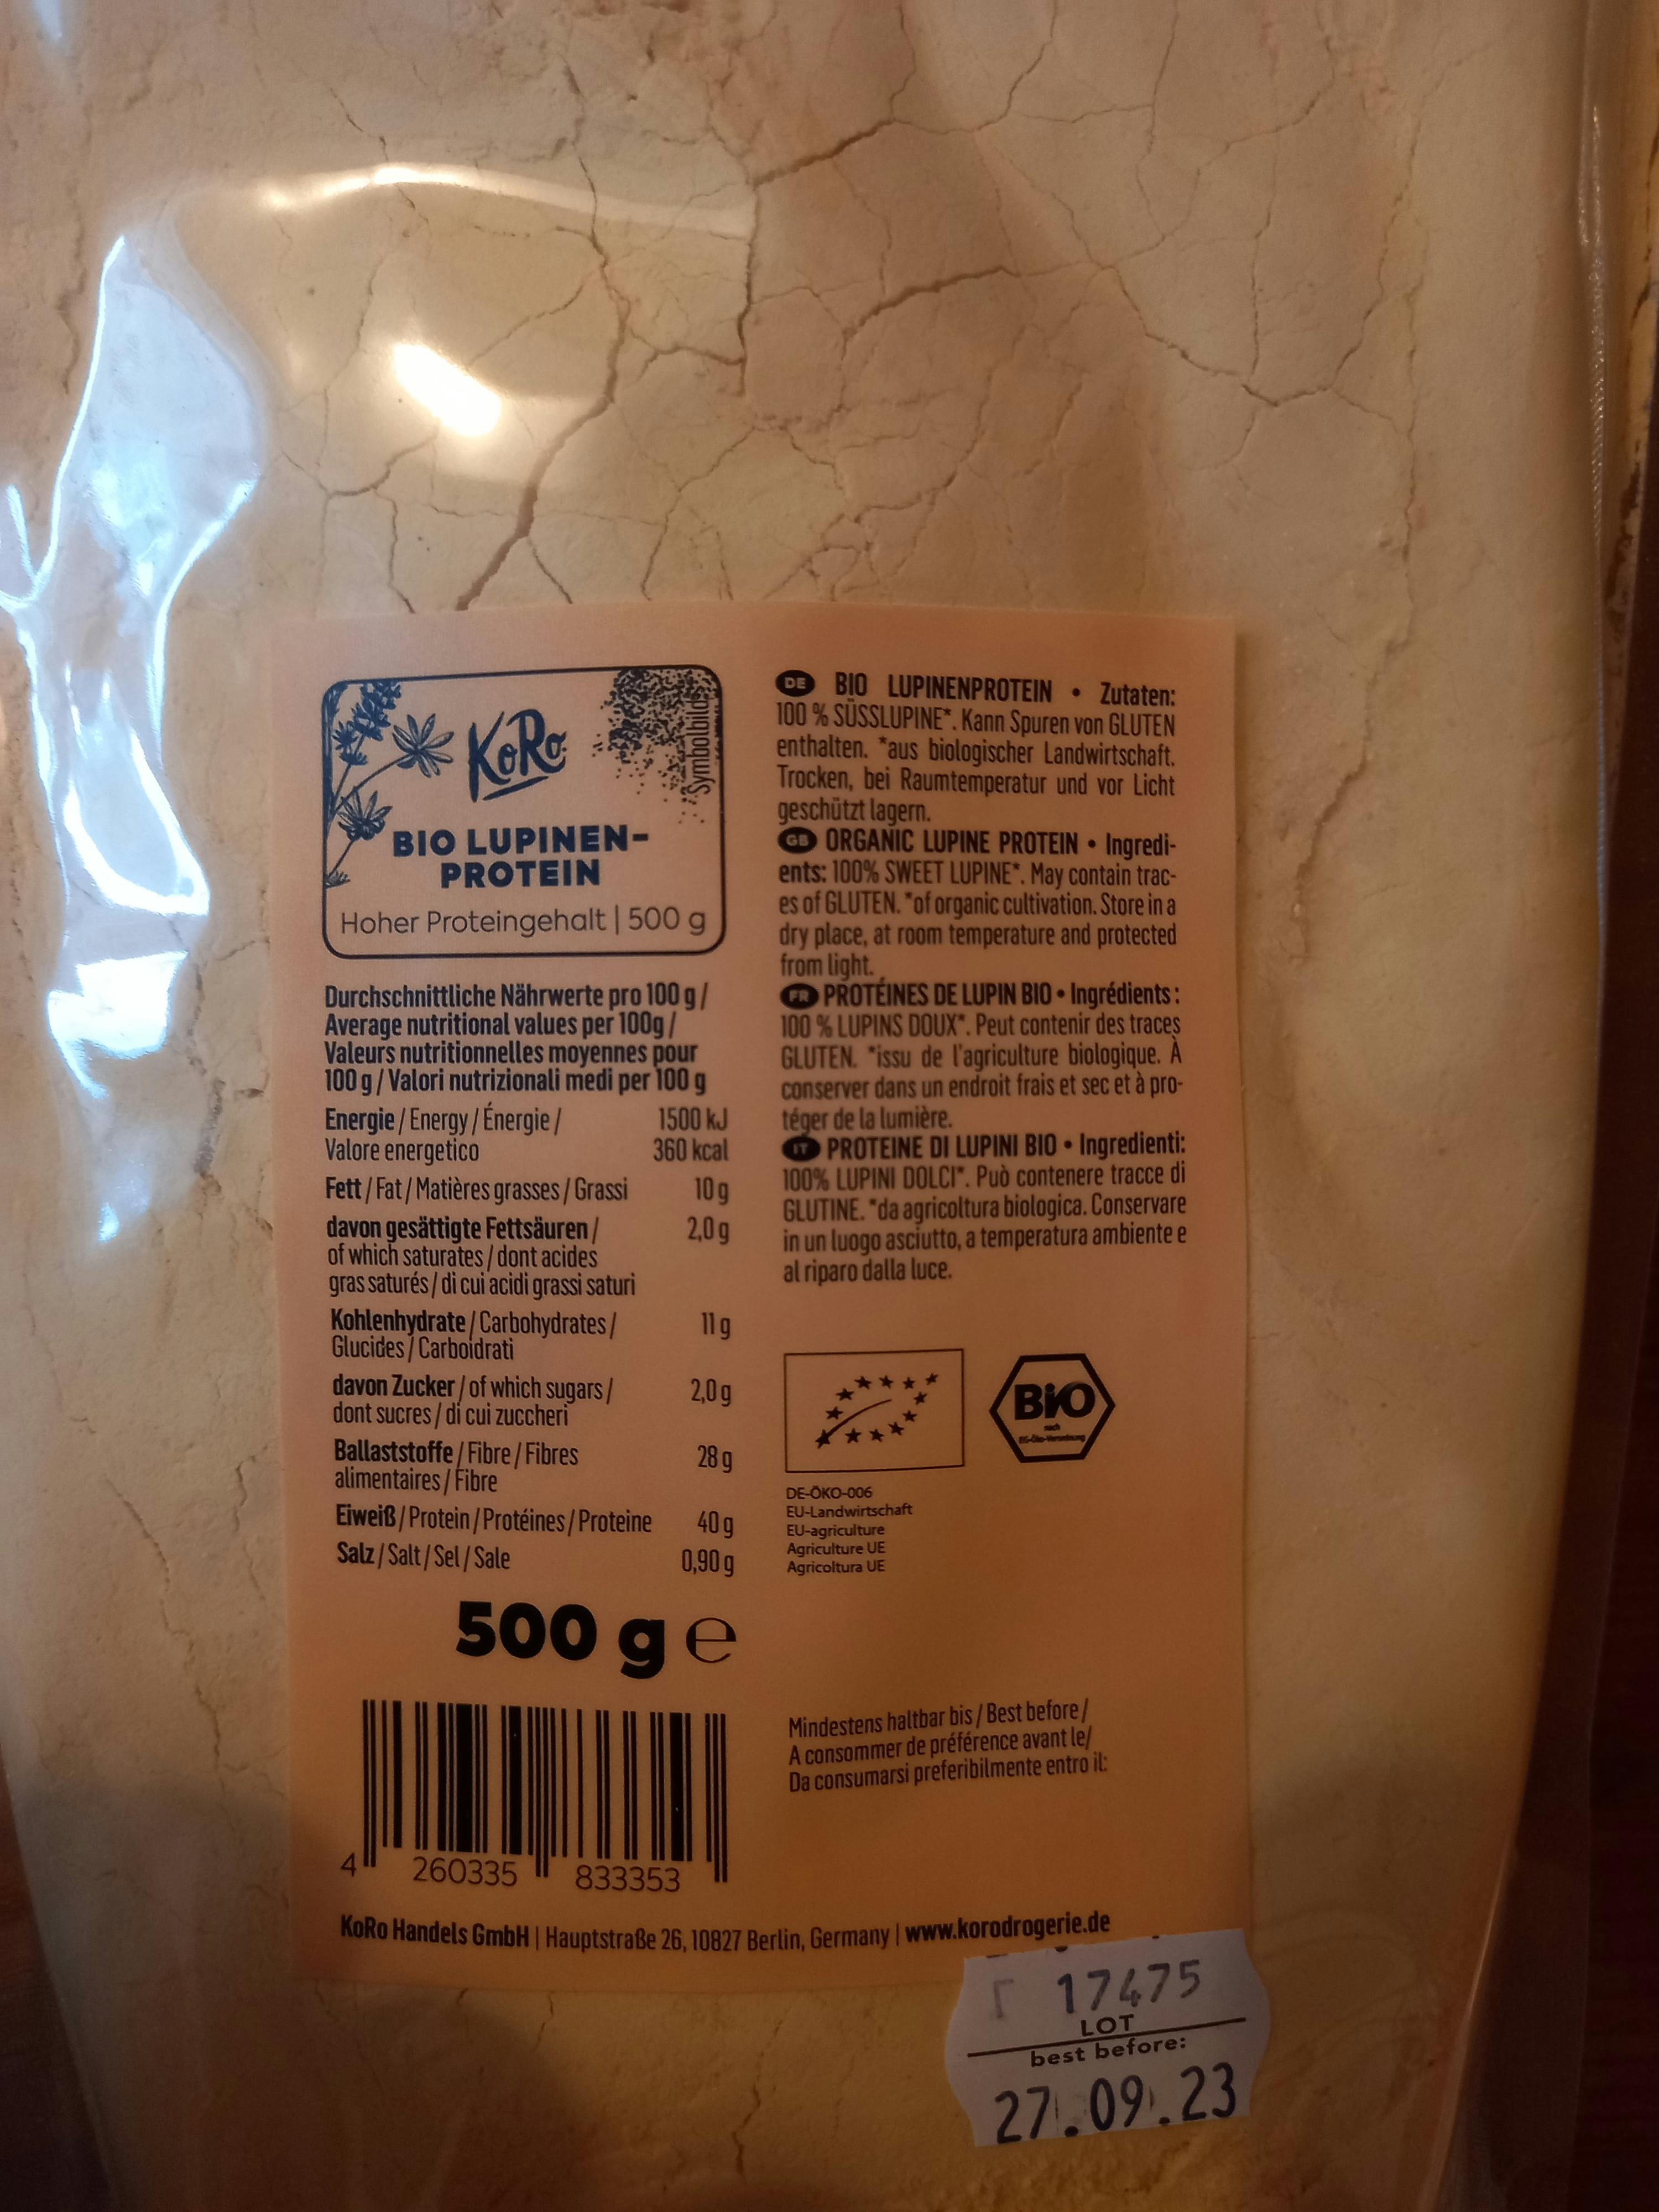 KoRo
Symbolbild
BIO LUPINEN-
PROTEIN
Hoher Proteingehalt | 500 g
Durchschnittliche Nährwerte pro 100 g /
Average nutritional values per 100g /
Valeurs nutritionnelles moyennes pour
100 g / Valori nutrizionali medi per 100 g
Energie / Energy / Énergie / 1500 kJ
Valore energetico 360 kcal
Fett / Fat / Matières grasses / Grassi 10 g
davon gesättigte Fettsäuren / 2,0 g
of which saturates / dont acides
gras saturés / di cui acidi grassi saturi
Kohlenhydrate / Carbohydrates / 11 g
Glucides / Carboidrati
davon Zucker / of which sugars / 2,0 g
dont sucres / di cui zuccheri
Ballaststoffe / Fibre / Fibres 28 g
alimentaires / Fibre
Eiweiß / Protein / Protéines / Proteine 40 g
Salz / Salt / Sel / Sale 0,90 g
500 g e
4 260335 833353
DE BIO LUPINENPROTEIN • Zutaten:
100 % SÜSSLUPINE*. Kann Spuren von GLUTEN
enthalten. *aus biologischer Landwirtschaft.
Trocken, bei Raumtemperatur und vor Licht
geschützt lagern.
GB ORGANIC LUPINE PROTEIN • Ingredi-
ents: 100% SWEET LUPINE*. May contain trac-
es of GLUTEN. *of organic cultivation. Store in a
dry place, at room temperature and protected
from light.
FR PROTÉINES DE LUPIN BIO • Ingrédients :
100 % LUPINS DOUX*. Peut contenir des traces
GLUTEN. *issu de l'agriculture biologique. À
conserver dans un endroit frais et sec et à pro-
téger de la lumière.
IT PROTEINE DI LUPINI BIO • Ingredienti:
100% LUPINI DOLCI*. Può contenere tracce di
GLUTINE. *da agricoltura biologica. Conservare
in un luogo asciutto, a temperatura ambiente e
al riparo dalla luce.
BiO
nach
EG-Öko-Verordnung
DE-ÖKO-006
EU-Landwirtschaft
EU-agriculture
Agriculture UE
Agricoltura UE
Mindestens haltbar bis / Best before /
A consommer de préférence avant le/
Da consumarsi preferibilmente entro il:
KoRo Handels GmbH | Hauptstraße 26, 10827 Berlin, Germany | www.korodrogerie.de
17475
LOT
best before:
27.09.23